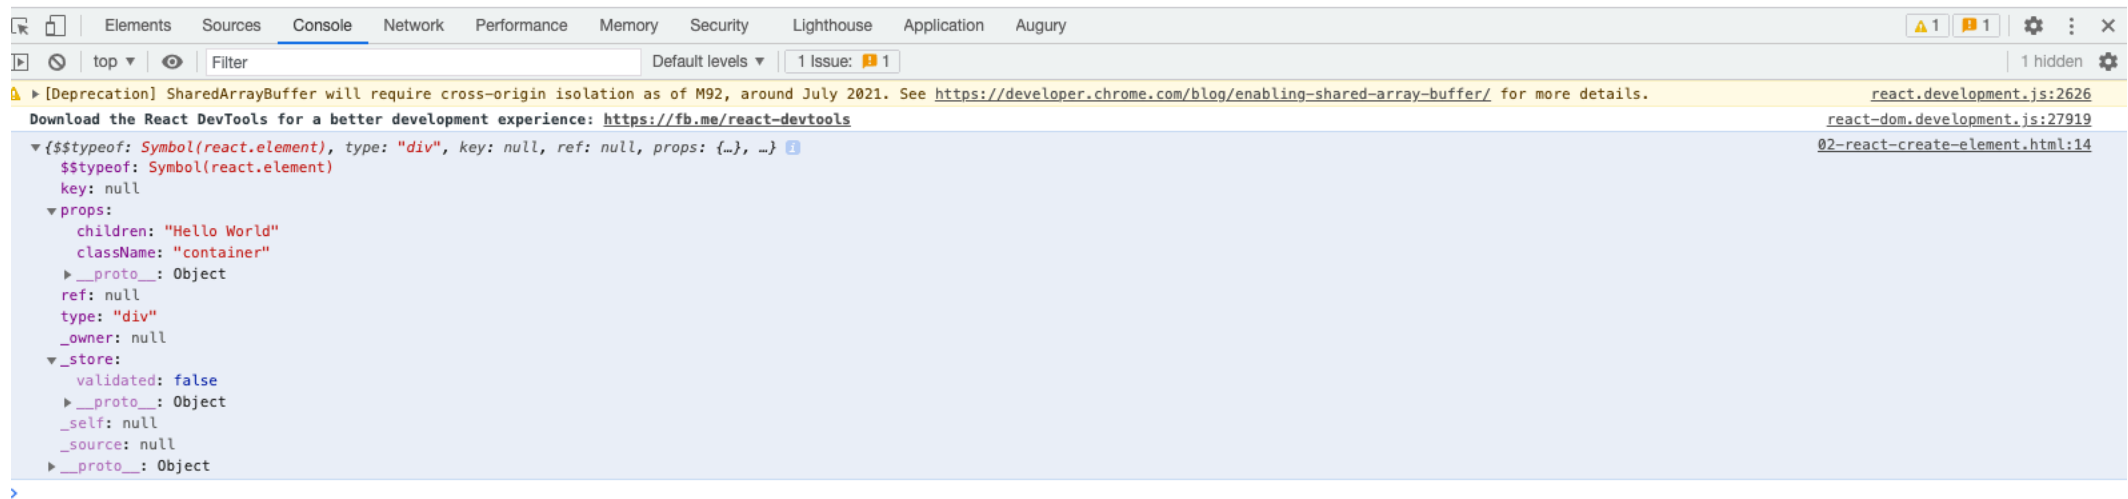 Elements Sources Console Network Performance Memory Security Lighthouse Application Augury 1 1
top ▼ Filter Default levels ▼ 1 Issue: 1 1 hidden
▶[Deprecation] SharedArrayBuffer will require cross-origin isolation as of M92, around July 2021. See https://developer.chrome.com/blog/enabling-shared-array-buffer/ for more details. react.development.js:2626
Download the React DevTools for a better development experience: https://fb.me/react-devtools react-dom.development.js:27919
▼{$$typeof: Symbol(react.element), type: "div", key: null, ref: null, props: {…}, …} i 02-react-create-element.html:14
$$typeof: Symbol(react.element)
key: null
▼props:
children: "Hello World"
className: "container"
▶__proto__: Object
ref: null
type: "div"
_owner: null
▼_store:
validated: false
▶__proto__: Object
_self: null
_source: null
▶__proto__: Object